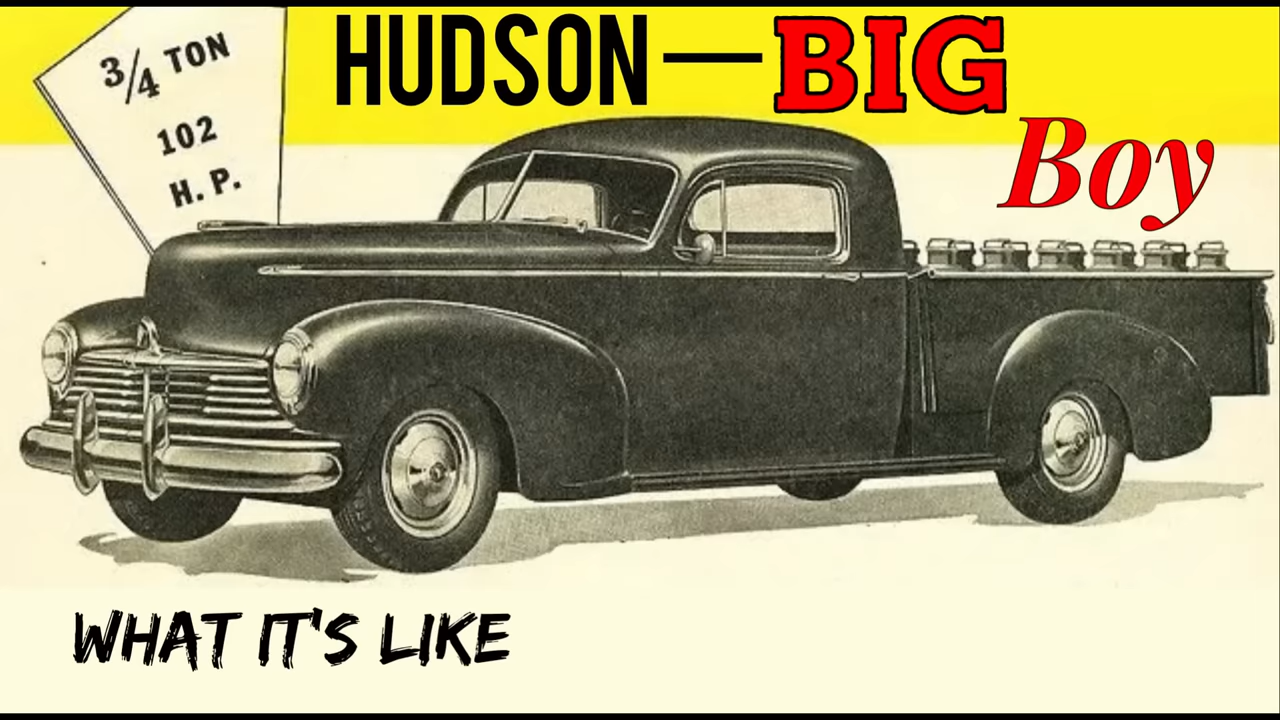 3/4 TON
102
H. P.
HUDSON—BIG
Boy
WHAT IT'S LIKE